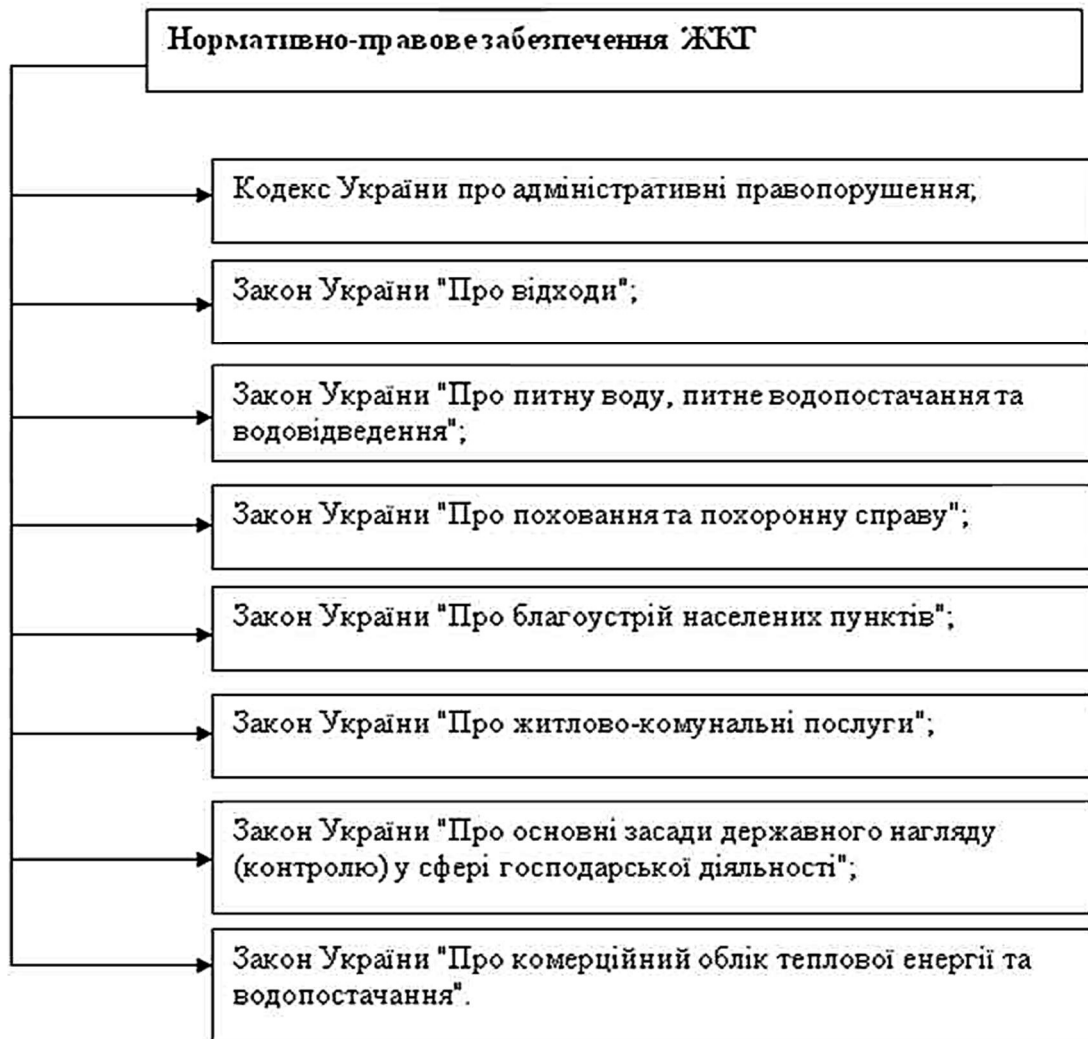 Нормативно-правове забезпечення ЖКГ
Кодекс України про адміністративні правопорушення;
Закон України "Про відходи";
Закон України "Про питну воду, питне водопостачання та
водовідведення";
Закон України "Про поховання та похоронну справу";
Закон України "Про благоустрій населених пунктів";
Закон України "Про житлово-комунальні послуги";
Закон України "Про основні засади державного нагляду
(контролю) у сфері господарської діяльності";
Закон України "Про комерційний облік теплової енергії та
водопостачання".